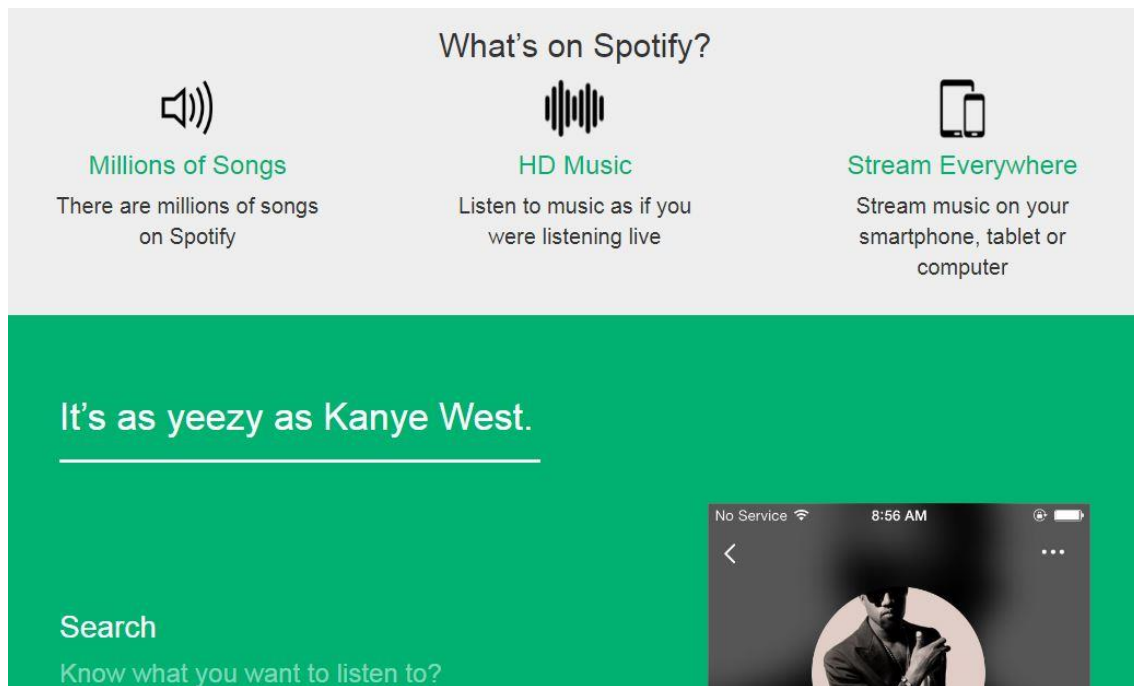 What's on Spotify?
Millions of Songs
There are millions of songs
on Spotify
HD Music
Listen to music as if you
were listening live
Stream Everywhere
Stream music on your
smartphone, tablet or
computer
It's as yeezy as Kanye West.
No Service
8:56 AM
Search
Know what you want to listen to?